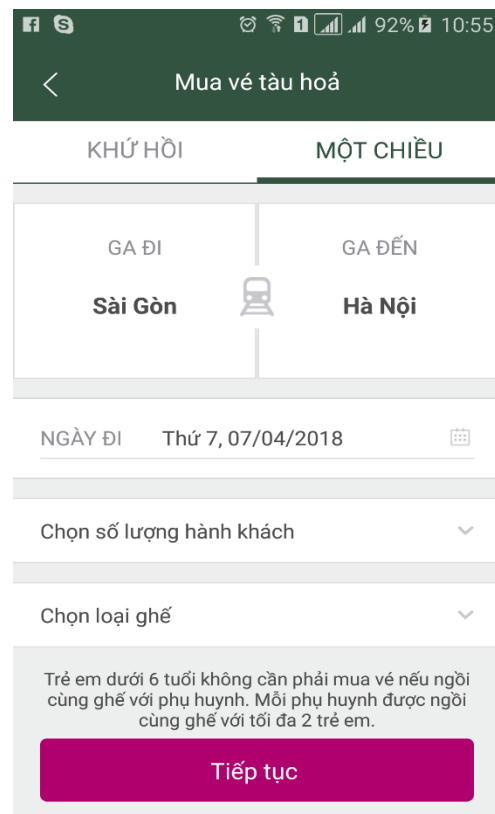 92% 10:55
Mua vé tàu hoả
KHỨ HỒI MỘT CHIỀU
GA ĐI GA ĐẾN
Sài Gòn Hà Nội
NGÀY ĐI Thứ 7, 07/04/2018
Chọn số lượng hành khách
Chọn loại ghế
Trẻ em dưới 6 tuổi không cần phải mua vé nếu ngồi
cùng ghế với phụ huynh. Mỗi phụ huynh được ngồi
cùng ghế với tối đa 2 trẻ em.
Tiếp tục